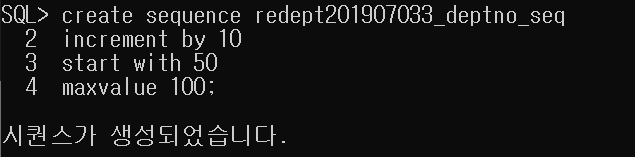 SQL> create sequence redept201907033_deptno_seq
2 increment by 10
3 start with 50
4 maxvalue 100;
시퀀스가 생성되었습니다.